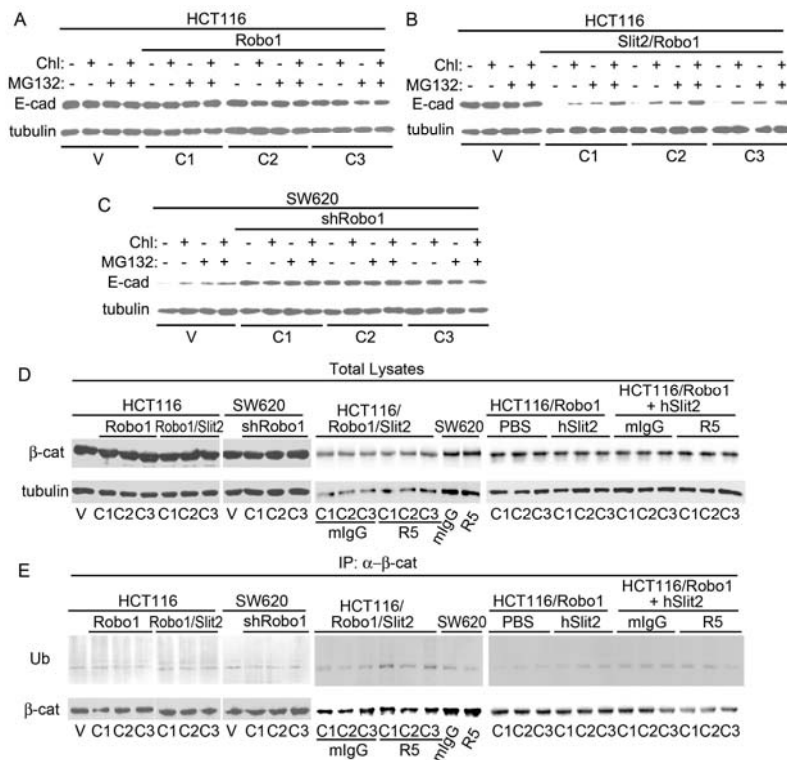 A
HCT116
Robo1
Chl: - + - + - + - + - + - + - + - +
MG132: - - + + - - + + - - + + - - + +
E-cad
tubulin
V C1 C2 C3
B
HCT116
Slit2/Robo1
Chl: - + - + - + - + - + - + - + - +
MG132: - - + + - - + + - - + + - - + +
E-cad
tubulin
V C1 C2 C3
C
SW620
shRobo1
Chl: - + - + - + - + - + - + - + - +
MG132: - - + + - - + + - - + + - - + +
E-cad
tubulin
V C1 C2 C3
D
Total Lysates
HCT116 SW620 HCT116/ Robo1/Slit2 SW620 HCT116/Robo1 HCT116/Robo1 + hSlit2
Robo1 Robo1/Slit2 shRobo1 PBS hSlit2 mIgG R5
β-cat
tubulin
V C1C2C3 C1C2C3 V C1 C2 C3 C1C2C3 C1C2C3 mIgG R5 C1C2C3 C1C2C3 C1C2C3 C1C2C3
mIgG R5
E
IP: α-β-cat
HCT116 SW620 HCT116/ Robo1/Slit2 SW620 HCT116/Robo1 HCT116/Robo1 + hSlit2
Robo1 Robo1/Slit2 shRobo1 PBS hSlit2 mIgG R5
Ub
β-cat
V C1C2C3 C1C2C3 V C1C2C3 C1C2C3 C1C2C3 mIgG R5 C1C2C3 C1C2C3 C1C2C3 C1C2C3
mIgG R5